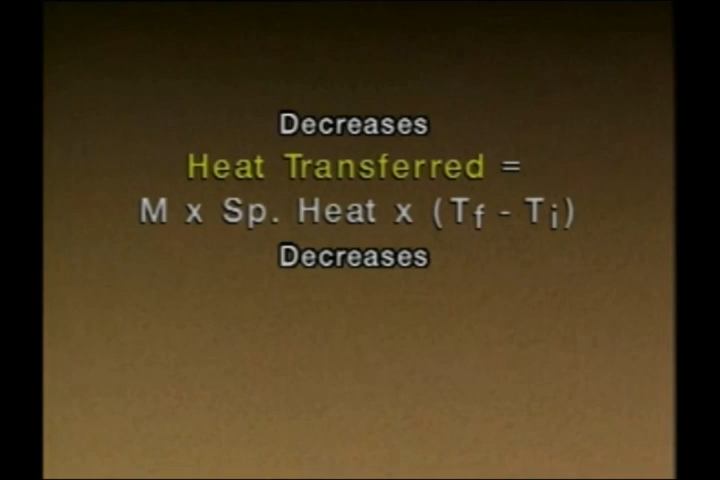 Decreases
Heat Transferred =
M x Sp. Heat x (Tf - Ti)
Decreases